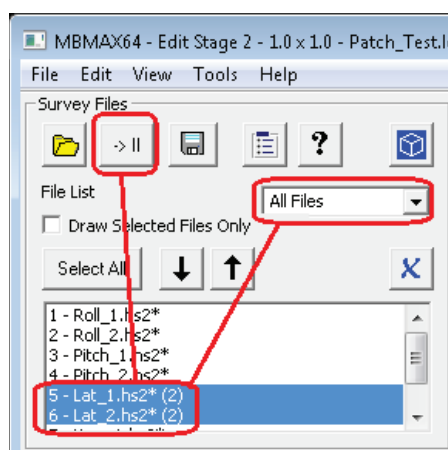 MBMAX64 - Edit Stage 2 - 1.0 x 1.0 - Patch_Test.
File Edit View Tools Help
Survey Files
-> II ?
File List
All Files
Draw Selected Files Only
Select All
1 - Roll_1.hs2*
2 - Roll_2.hs2*
3 - Pitch_1.hs2*
4 - Pitch_2.hs2*
5 - Lat_1.hs2* (2)
6 - Lat_2.hs2* (2)